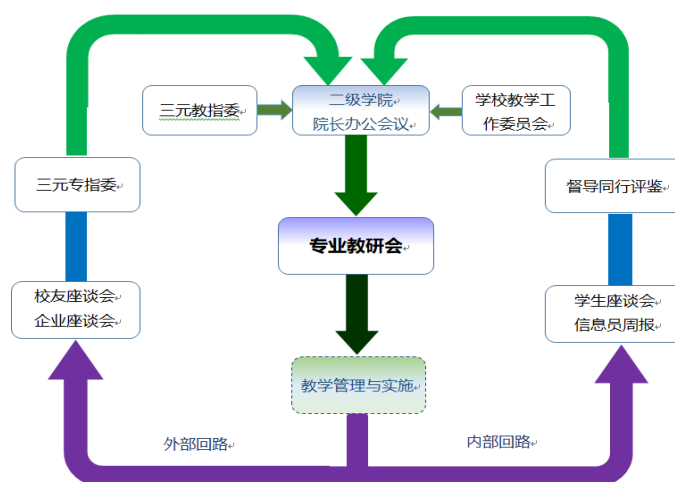 二级学院
院长办公会议
三元教指委
学校教学工
作委员会
三元专指委
督导同行评鉴
专业教研会
校友座谈会
企业座谈会
学生座谈会
信息员周报
教学管理与实施
外部回路
内部回路